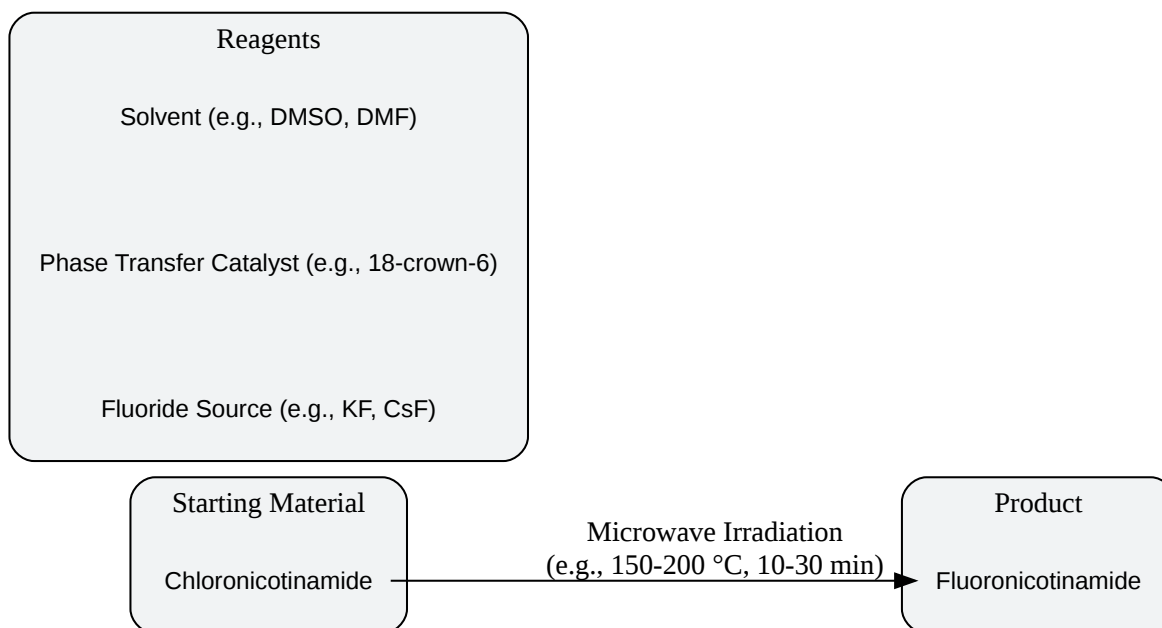 Reagents
Solvent (e.g., DMSO, DMF)
Phase Transfer Catalyst (e.g., 18-crown-6)
Fluoride Source (e.g., KF, CsF)
Starting Material
Chloronicotinamide
Microwave Irradiation
(e.g., 150-200 °C, 10-30 min)
Product
Fluoronicotinamide